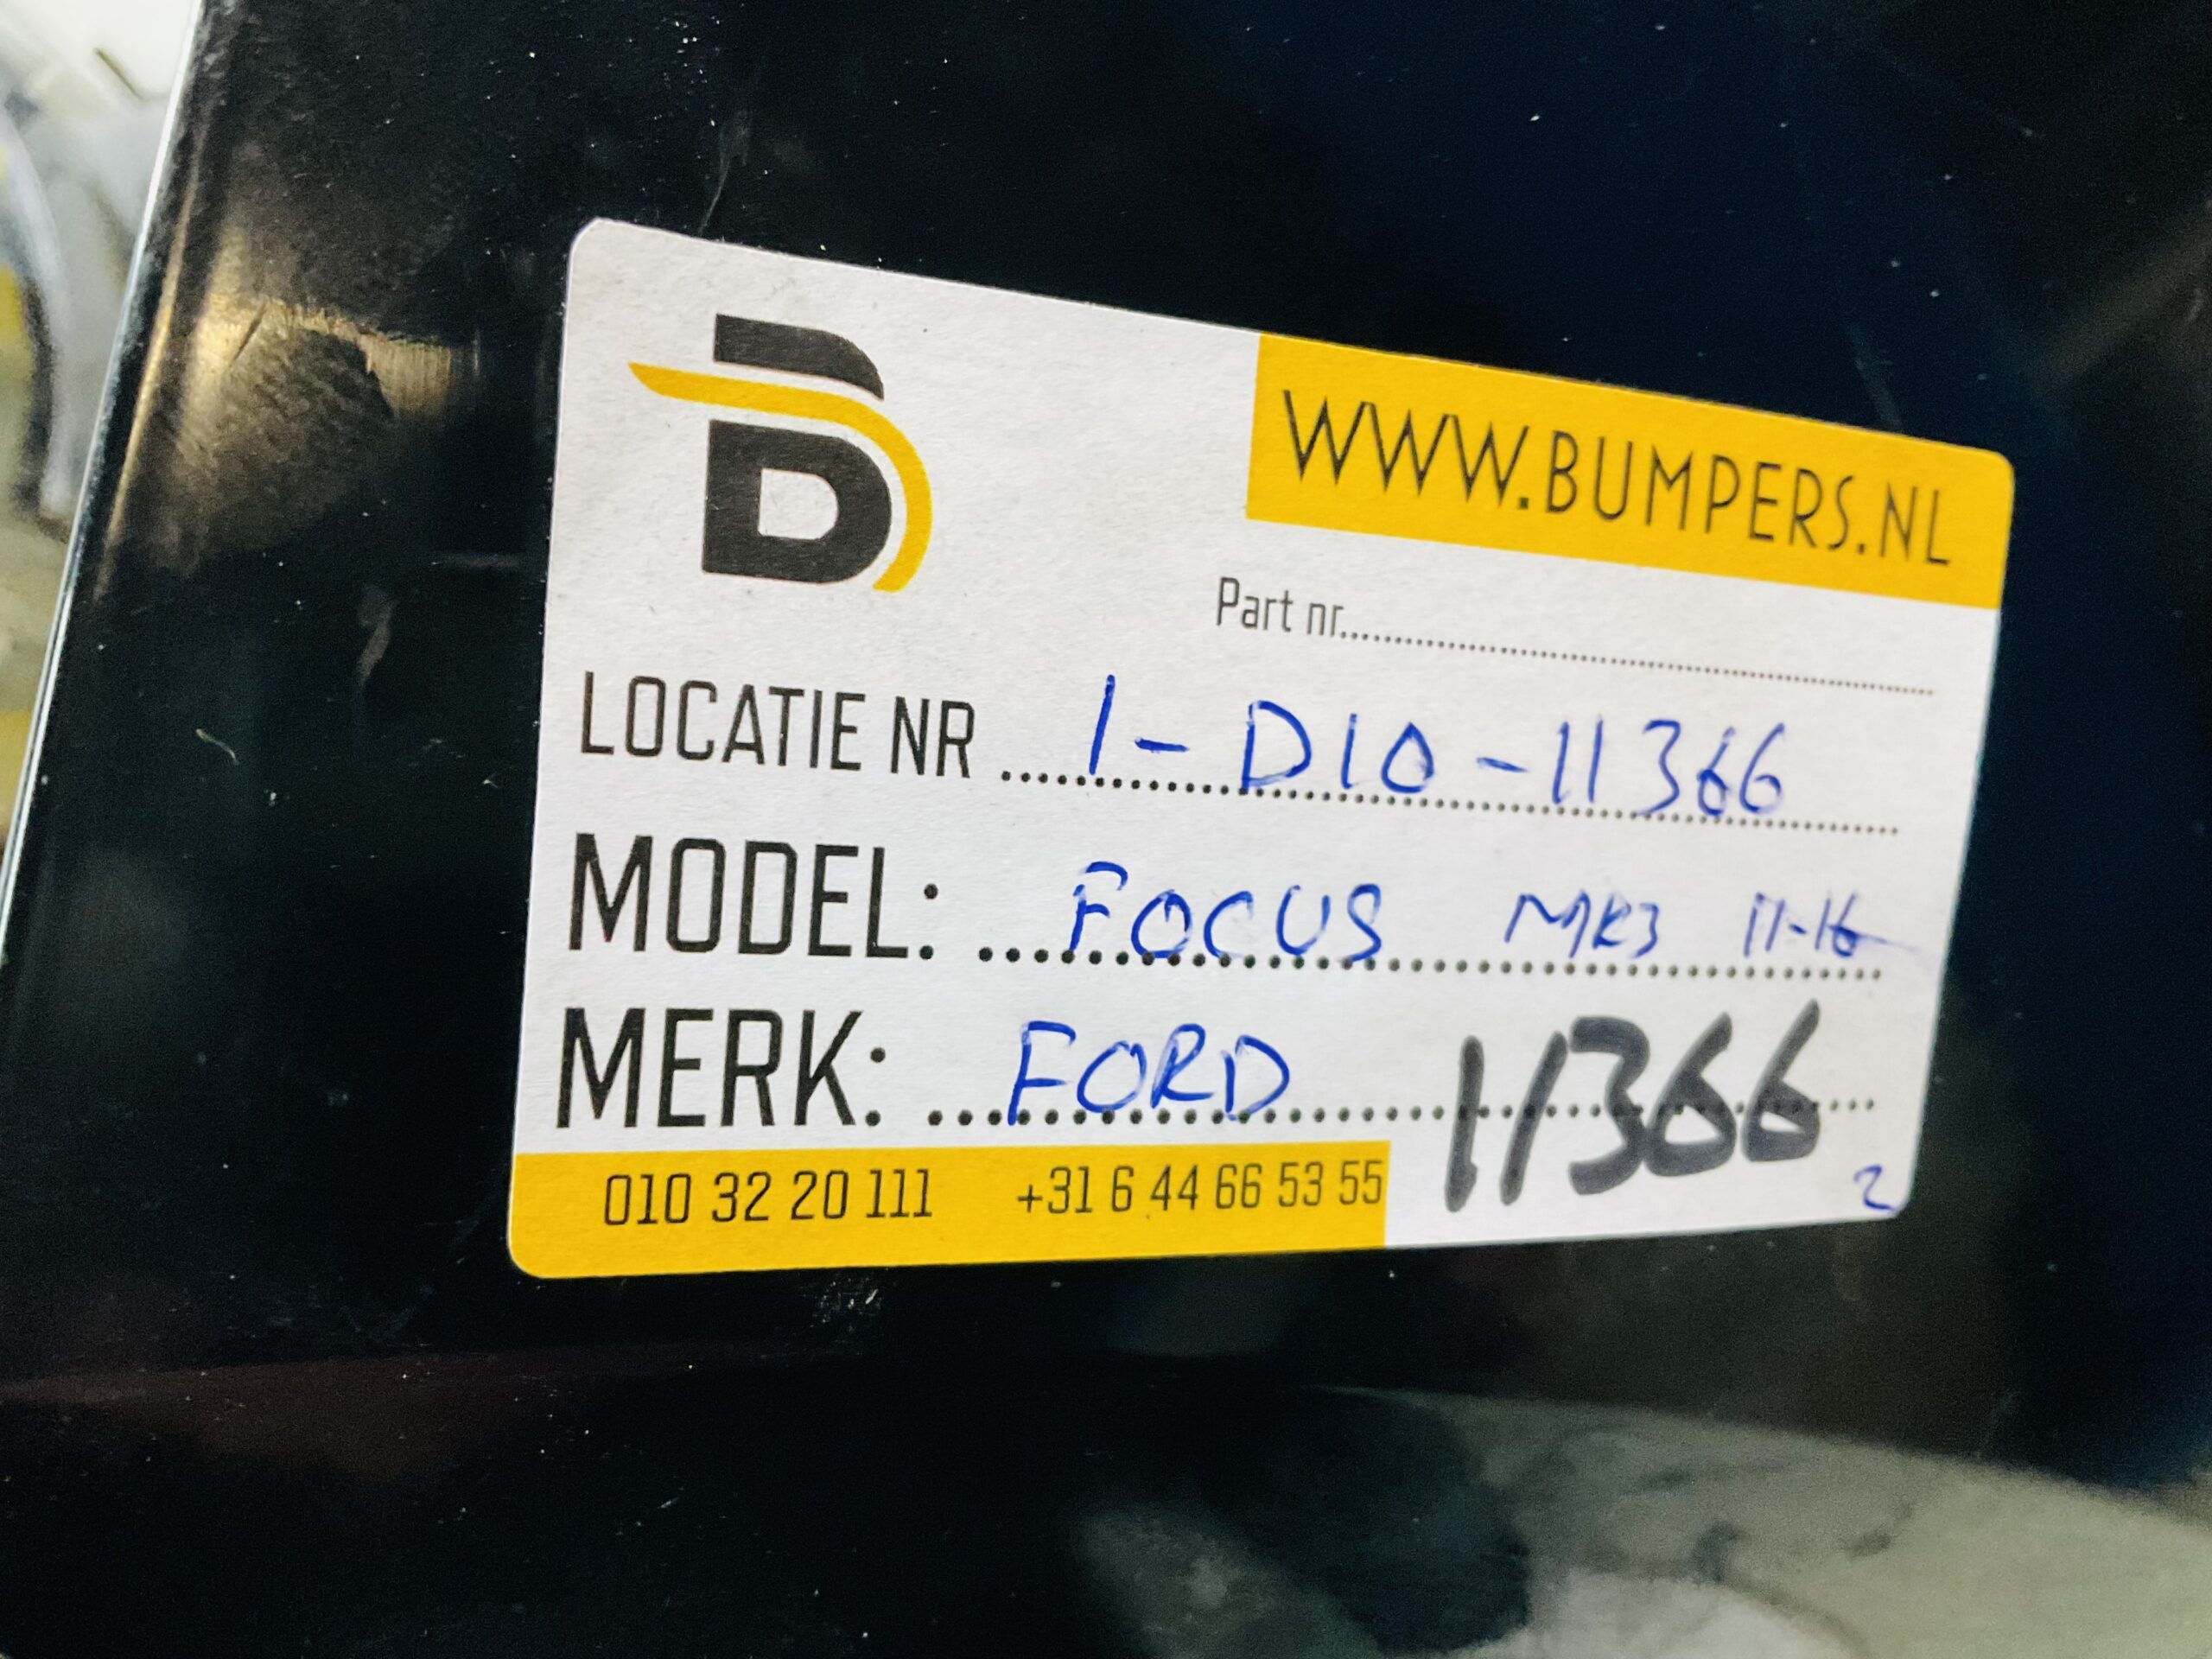 B
WWW.BUMPERS.NL
Part nr..........
LOCATIE NR ..... 1-D10-11366
MODEL: ... FOCUS MK3 11-16
MERK: ... FORD 11366
010 32 20 111 +31 6 44 66 53 55
2